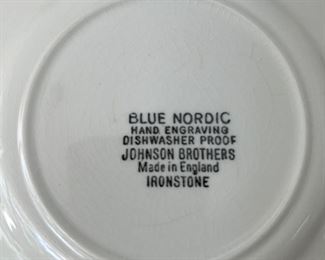 BLUE NORDIC
HAND ENGRAVING
DISHWASHER PROOF
JOHNSON BROTHERS
Made in England
IRONSTONE